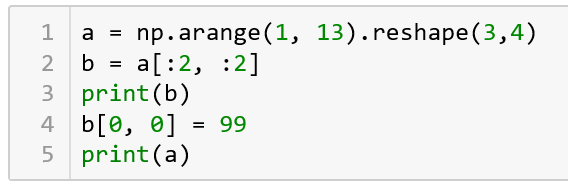 1 a = np.arange(1, 13).reshape(3,4)
2 b = a[:2, :2]
3 print(b)
4 b[0, 0] = 99
5 print(a)